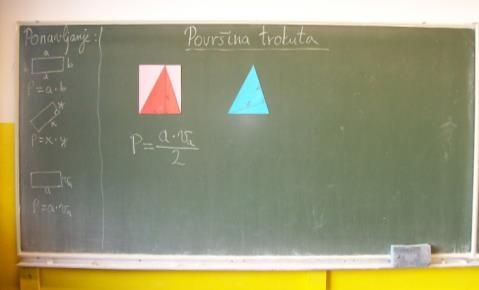 Ponavljanje:
a
b b
a
P = a · b
y
x
P = x · y
va
a
P = a · va
Površina trokuta
P = a · va
2